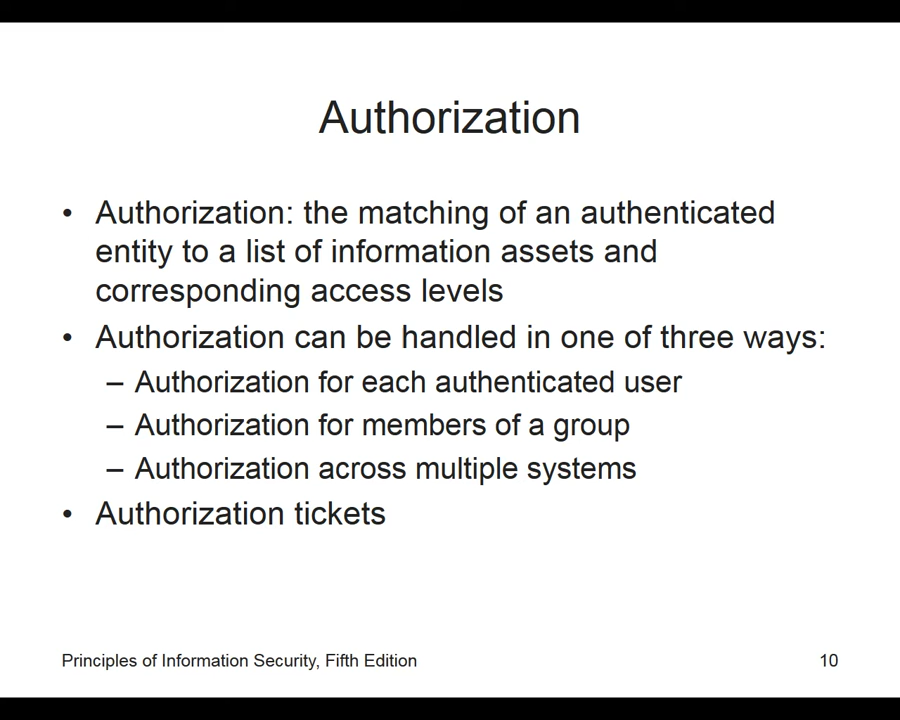 Authorization
• Authorization: the matching of an authenticated
entity to a list of information assets and
corresponding access levels
• Authorization can be handled in one of three ways:
– Authorization for each authenticated user
– Authorization for members of a group
– Authorization across multiple systems
• Authorization tickets
Principles of Information Security, Fifth Edition
10